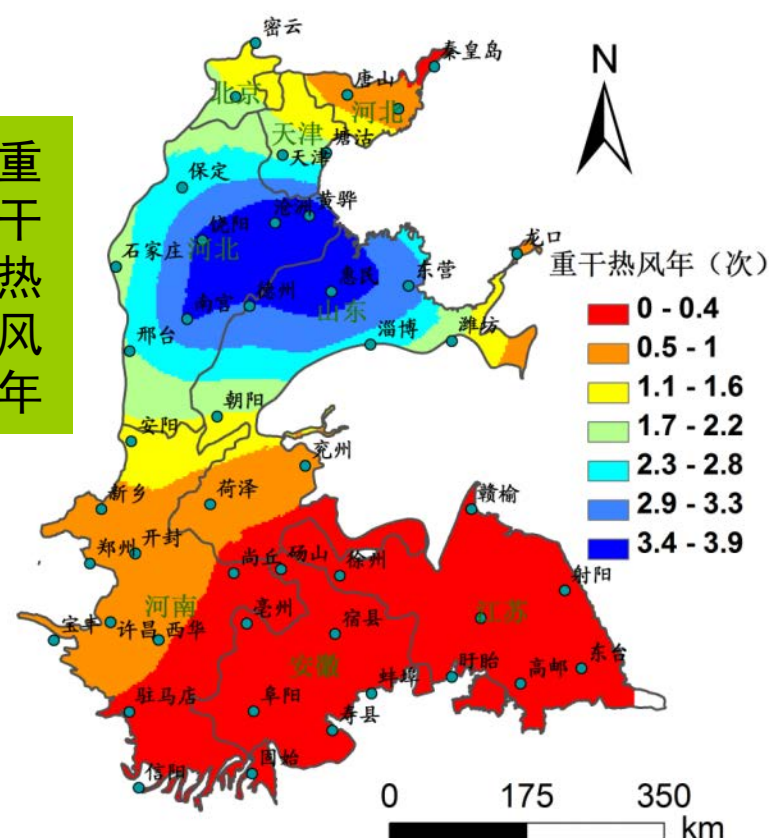 重
干
热
风
年
密云
秦皇岛
N
唐山
北京
河北
天津
塘沽
天津
保定
沧州
黄骅
饶阳
河北
石家庄
龙口
重干热风年（次）
惠民
东营
德州
南宫
山东
0 - 0.4
淄博
潍坊
邢台
0.5 - 1
1.1 - 1.6
朝阳
1.7 - 2.2
安阳
兖州
2.3 - 2.8
新乡
荷泽
赣榆
2.9 - 3.3
郑州
开封
尚丘
砀山
徐州
3.4 - 3.9
射阳
河南
亳州
江苏
宝丰
许昌
西华
宿县
安徽
盱眙
东台
高邮
蚌埠
驻马店
阜阳
寿县
信阳
固始
0
175
350
km